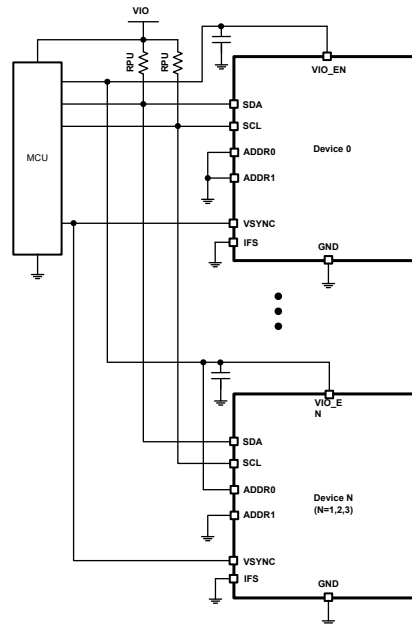 VIO
RPU
RPU
VIO_EN
MCU
SDA
SCL
ADDR0
Device 0
ADDR1
VSYNC
IFS
GND
VIO_E
N
SDA
SCL
ADDR0
Device N
(N=1,2,3)
ADDR1
VSYNC
IFS
GND